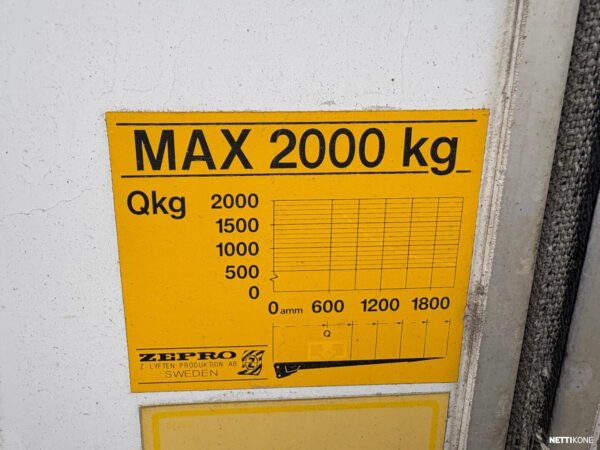 MAX 2000 kg
Qkg 2000
1500
1000
500
0
0 amm 600 1200 1800
Q
ZEPRO
Z-LYFTEN PRODUKTION AB
SWEDEN
Z
NETTIKONE